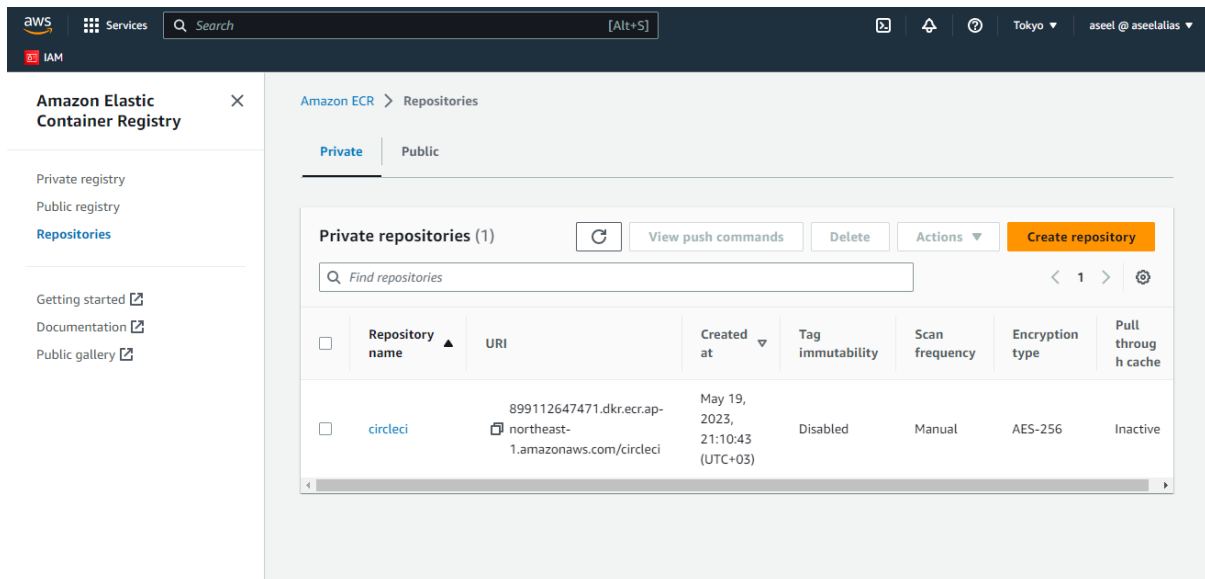 aws
Services
Search [Alt+S]
Tokyo ▼
aseel @ aseelalias ▼
IAM
Amazon Elastic
Container Registry
Private registry
Public registry
Repositories
Getting started
Documentation
Public gallery
Amazon ECR > Repositories
Private
Public
Private repositories (1)
View push commands
Delete
Actions ▼
Create repository
Find repositories
< 1 >
Repository
name
URI
Created
at
Tag
immutability
Scan
frequency
Encryption
type
Pull
throug
h cache
circleci
899112647471.dkr.ecr.ap-
northeast-
1.amazonaws.com/circleci
May 19,
2023,
21:10:43
(UTC+03)
Disabled
Manual
AES-256
Inactive